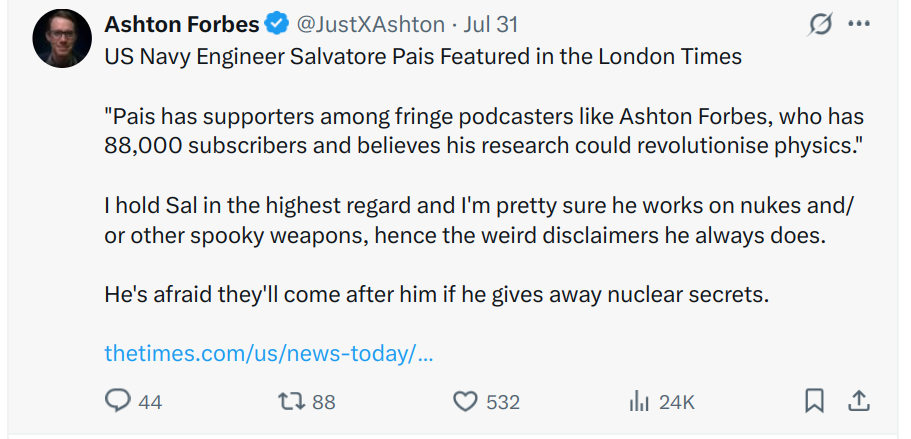 Ashton Forbes @JustXAshton · Jul 31
US Navy Engineer Salvatore Pais Featured in the London Times
"Pais has supporters among fringe podcasters like Ashton Forbes, who has
88,000 subscribers and believes his research could revolutionise physics."
I hold Sal in the highest regard and I'm pretty sure he works on nukes and/
or other spooky weapons, hence the weird disclaimers he always does.
He's afraid they'll come after him if he gives away nuclear secrets.
thetimes.com/us/news-today/...
44 88 532 24K